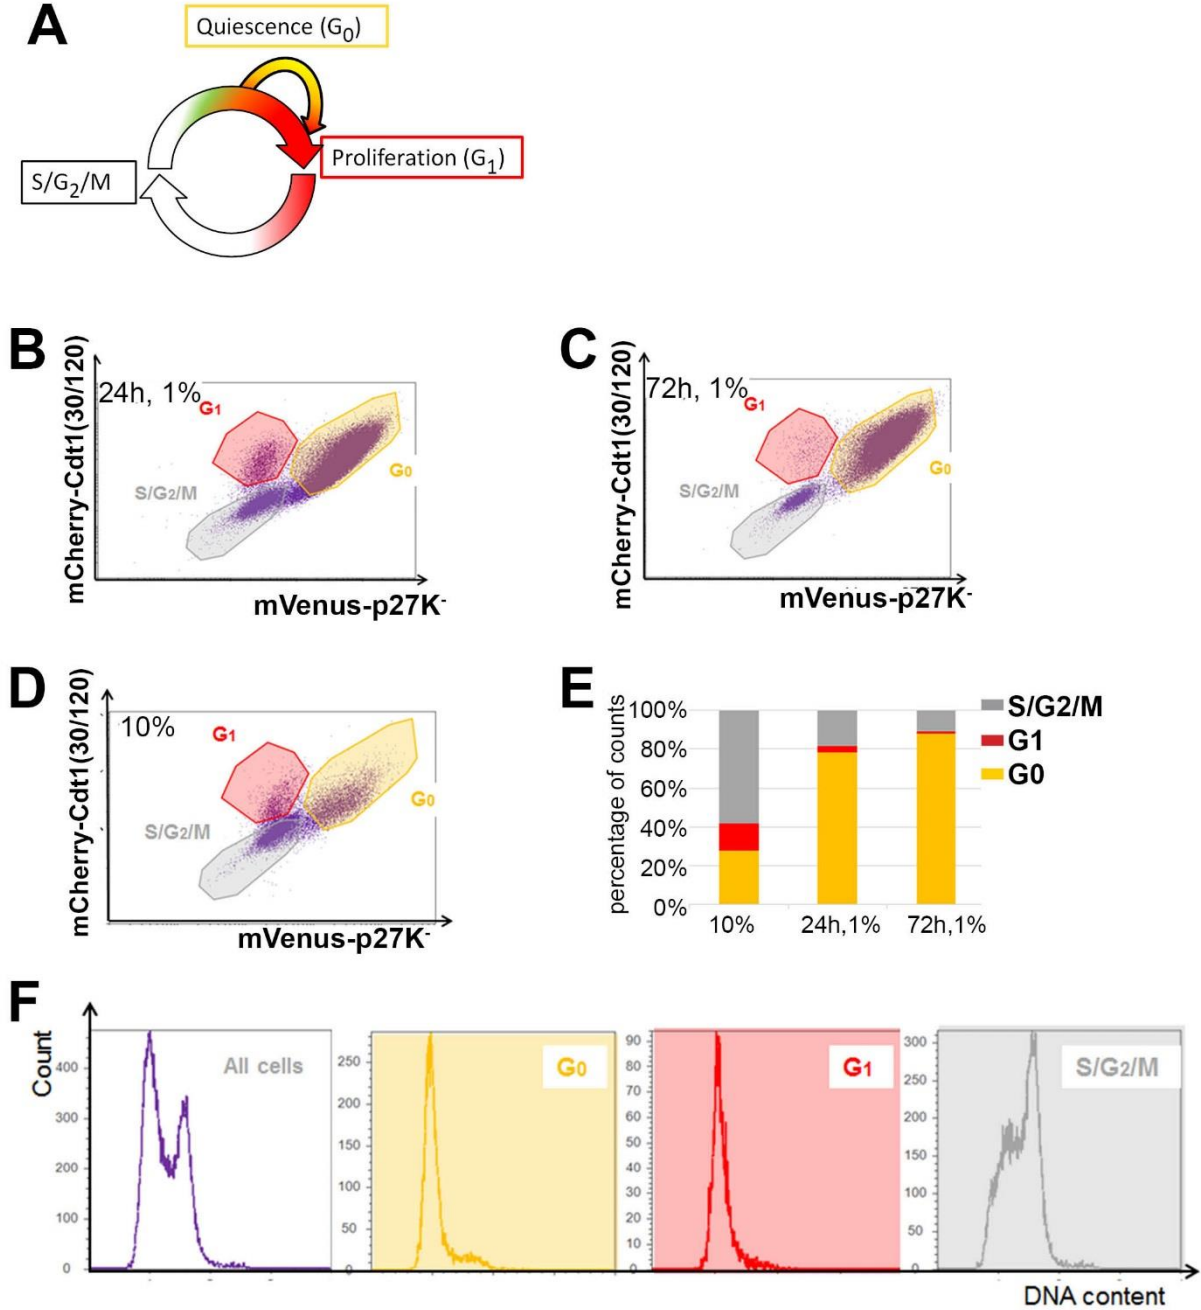 A
Quiescence (G0)
Proliferation (G1)
S/G2/M
B
mCherry-Cdt1(30/120)
24h, 1%
G1
G0
S/G2/M
mVenus-p27K-
C
mCherry-Cdt1(30/120)
72h, 1%
G1
G0
S/G2/M
mVenus-p27K-
D
mCherry-Cdt1(30/120)
10%
G1
G0
S/G2/M
mVenus-p27K-
E
percentage of counts
100%
80%
60%
40%
20%
0%
10%
24h,1%
72h,1%
S/G2/M
G1
G0
F
Count
All cells
400
300
200
100
0
G0
250
200
150
100
50
0
G1
90
80
70
60
50
40
30
20
10
0
S/G2/M
300
250
200
150
100
50
0
DNA content